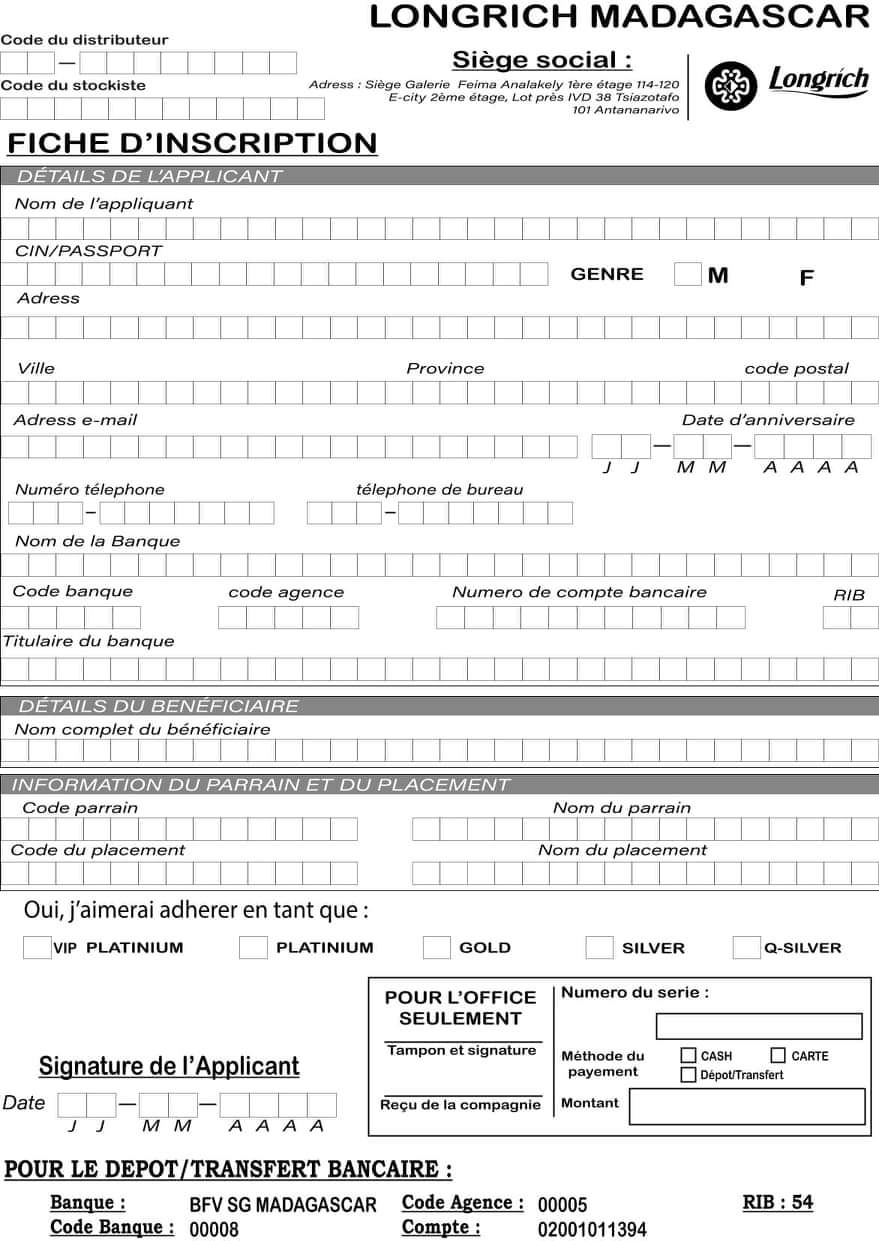 LONGRICH MADAGASCAR
Code du distributeur
Siège social :
Code du stockiste
Adress : Siège Galerie Feima Analakely 1ère étage 114-120
E-city 2ème étage, Lot près IVD 38 Tsiazotafo
101 Antananarivo
Longrich
FICHE D'INSCRIPTION
DÉTAILS DE L'APPLICANT
Nom de l'appliquant
CIN/PASSPORT
GENRE M F
Adress
Ville Province code postal
Adress e-mail Date d'anniversaire
J J M M A A A A
Numéro télephone télephone de bureau
Nom de la Banque
Code banque code agence Numero de compte bancaire RIB
Titulaire du banque
DÉTAILS DU BENÉFICIAIRE
Nom complet du bénéficiaire
INFORMATION DU PARRAIN ET DU PLACEMENT
Code parrain Nom du parrain
Code du placement Nom du placement
Oui, j'aimerai adherer en tant que :
VIP PLATINIUM PLATINIUM GOLD SILVER Q-SILVER
POUR L'OFFICE
SEULEMENT
Tampon et signature
Reçu de la compagnie
Numero du serie :
Méthode du
payement
CASH CARTE
Dépot/Transfert
Montant
Signature de l'Applicant
Date
J J M M A A A A
POUR LE DEPOT/TRANSFERT BANCAIRE :
Banque : BFV SG MADAGASCAR Code Agence : 00005 RIB : 54
Code Banque : 00008 Compte : 02001011394